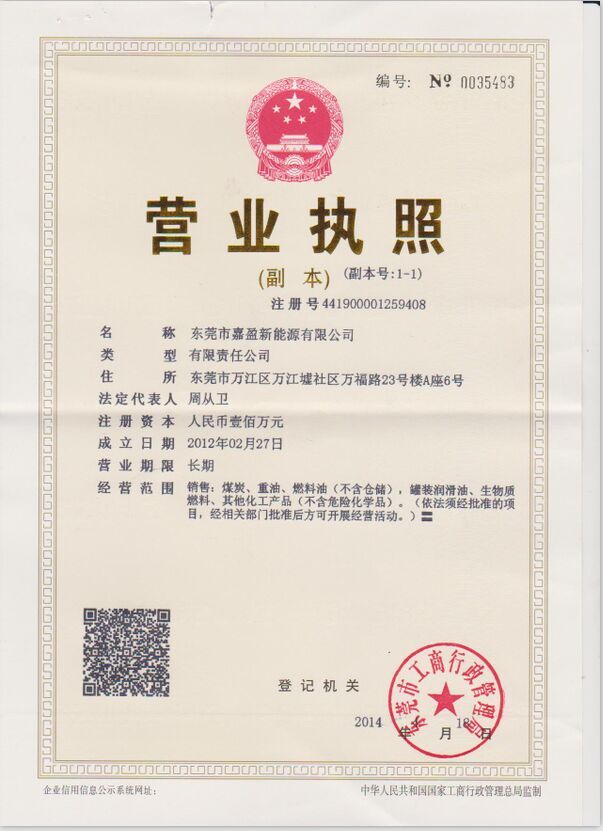 编号: № 0035483
营业执照
(副 本) (副本号:1-1)
注册号 441900001259408
名 称 东莞市嘉盈新能源有限公司
类 型 有限责任公司
住 所 东莞市万江区万江墟社区万福路23号楼A座6号
法定代表人 周从卫
注册资本 人民币壹佰万元
成立日期 2012年02月27日
营业期限 长期
经营范围 销售：煤炭、重油、燃料油（不含仓储），罐装润滑油、生物质
燃料、其他化工产品（不含危险化学品）。（依法须经批准的项
目，经相关部门批准后方可开展经营活动。）
东莞市工商行政管理局
登记机关
2014 年 月 18 日
企业信用信息公示系统网址：
中华人民共和国国家工商行政管理总局监制